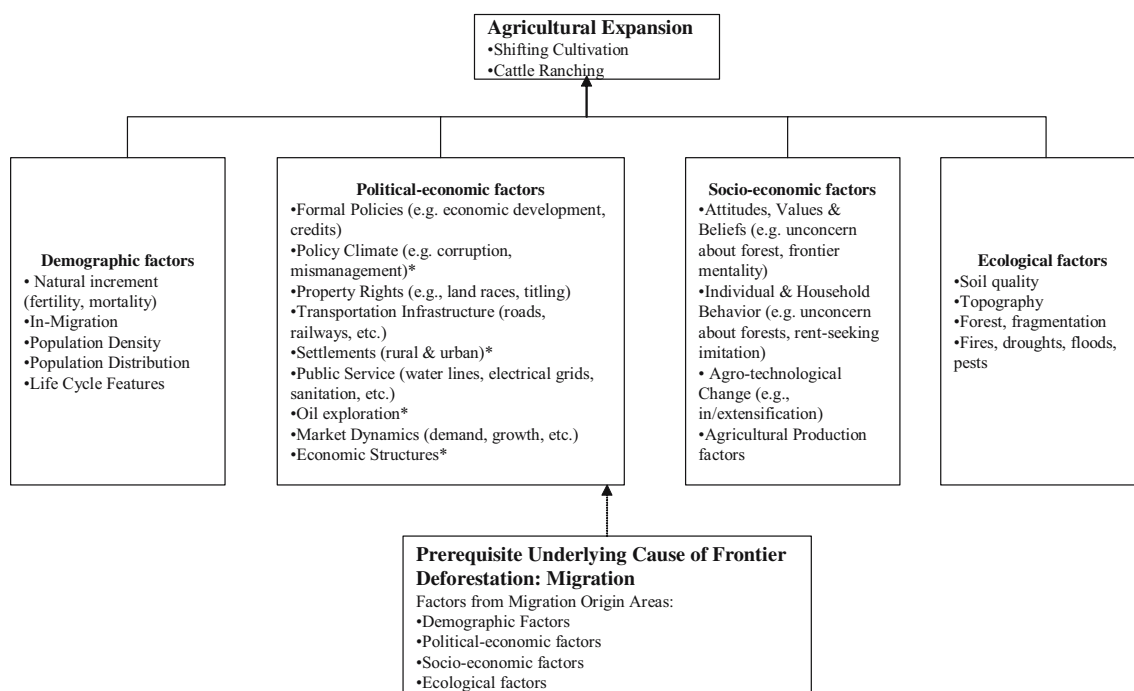 Agricultural Expansion
•Shifting Cultivation
•Cattle Ranching
Demographic factors
• Natural increment
(fertility, mortality)
•In-Migration
•Population Density
•Population Distribution
•Life Cycle Features
Political-economic factors
•Formal Policies (e.g. economic development,
credits)
•Policy Climate (e.g. corruption,
mismanagement)*
•Property Rights (e.g., land races, titling)
•Transportation Infrastructure (roads,
railways, etc.)
•Settlements (rural & urban)*
•Public Service (water lines, electrical grids,
sanitation, etc.)
•Oil exploration*
•Market Dynamics (demand, growth, etc.)
•Economic Structures*
Socio-economic factors
•Attitudes, Values &
Beliefs (e.g. unconcern
about forest, frontier
mentality)
•Individual & Household
Behavior (e.g. unconcern
about forests, rent-seeking
imitation)
• Agro-technological
Change (e.g.,
in/extensification)
•Agricultural Production
factors
Ecological factors
•Soil quality
•Topography
•Forest, fragmentation
•Fires, droughts, floods,
pests
Prerequisite Underlying Cause of Frontier
Deforestation: Migration
Factors from Migration Origin Areas:
•Demographic Factors
•Political-economic factors
•Socio-economic factors
•Ecological factors